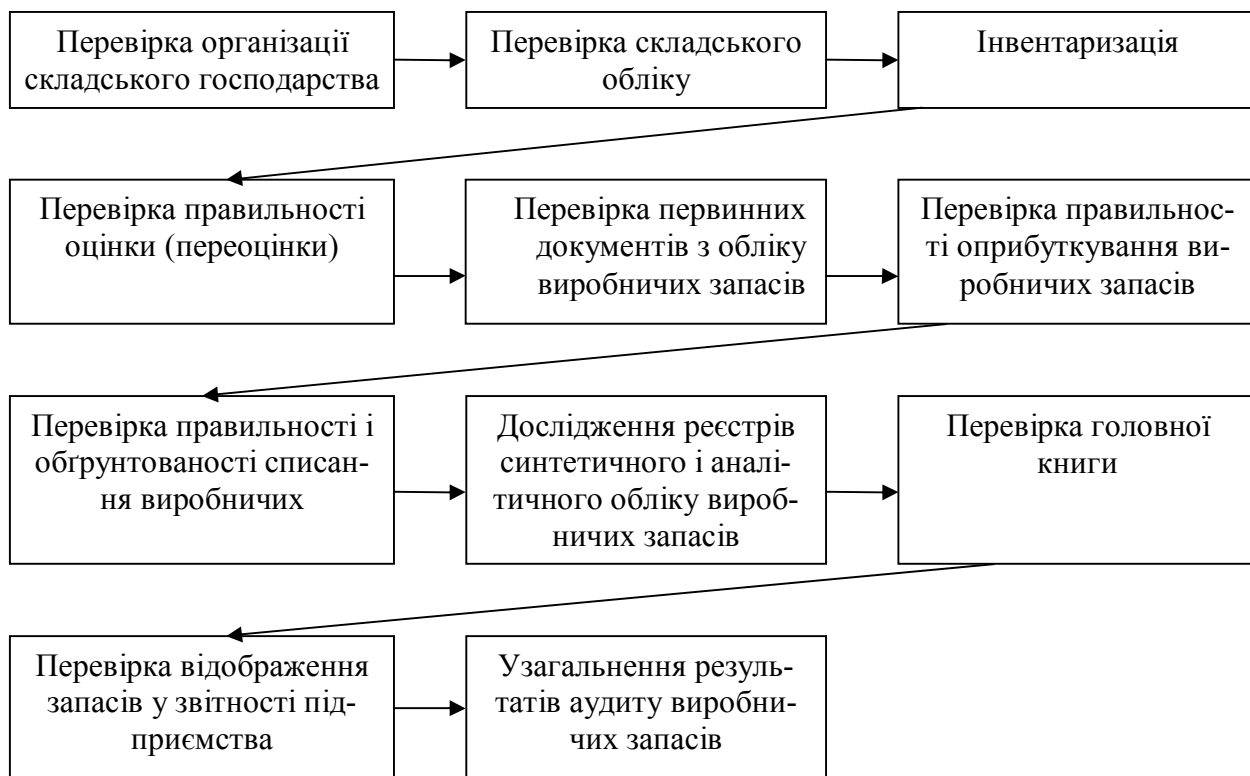 Перевірка організації
складського господарства
Перевірка складського
обліку
Інвентаризація
Перевірка правильності
оцінки (переоцінки)
Перевірка первинних
документів з обліку
виробничих запасів
Перевірка правильнос-
ті оприбуткування ви-
робничих запасів
Перевірка правильності і
обґрунтованості списан-
ня виробничих
Дослідження реєстрів
синтетичного і аналі-
тичного обліку вироб-
ничих запасів
Перевірка головної
книги
Перевірка відображення
запасів у звітності під-
приємства
Узагальнення резуль-
татів аудиту виробни-
чих запасів